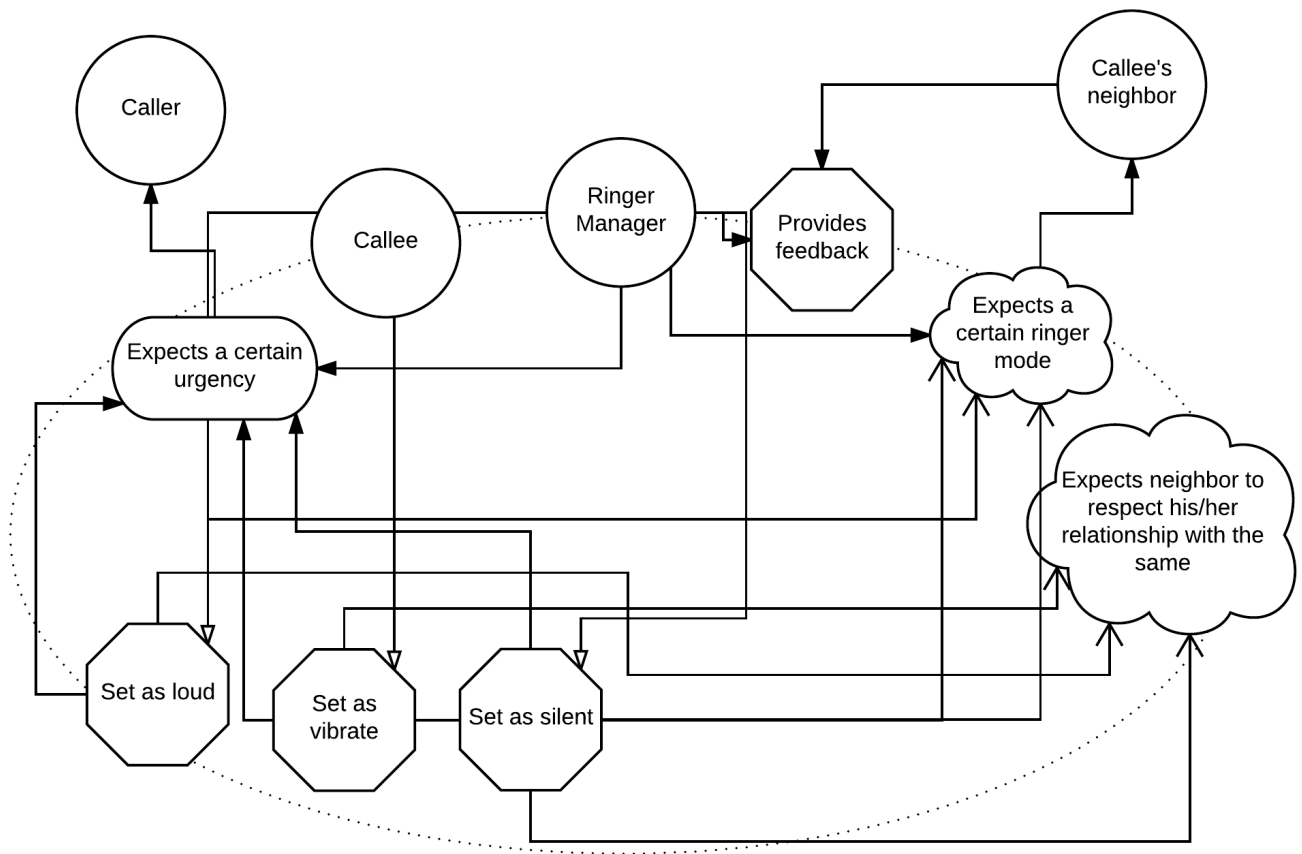 Caller
Callee's
neighbor
Callee
Ringer
Manager
Provides
feedback
Expects a certain
urgency
Expects a
certain ringer
mode
Expects neighbor to
respect his/her
relationship with the
same
Set as loud
Set as
vibrate
Set as silent